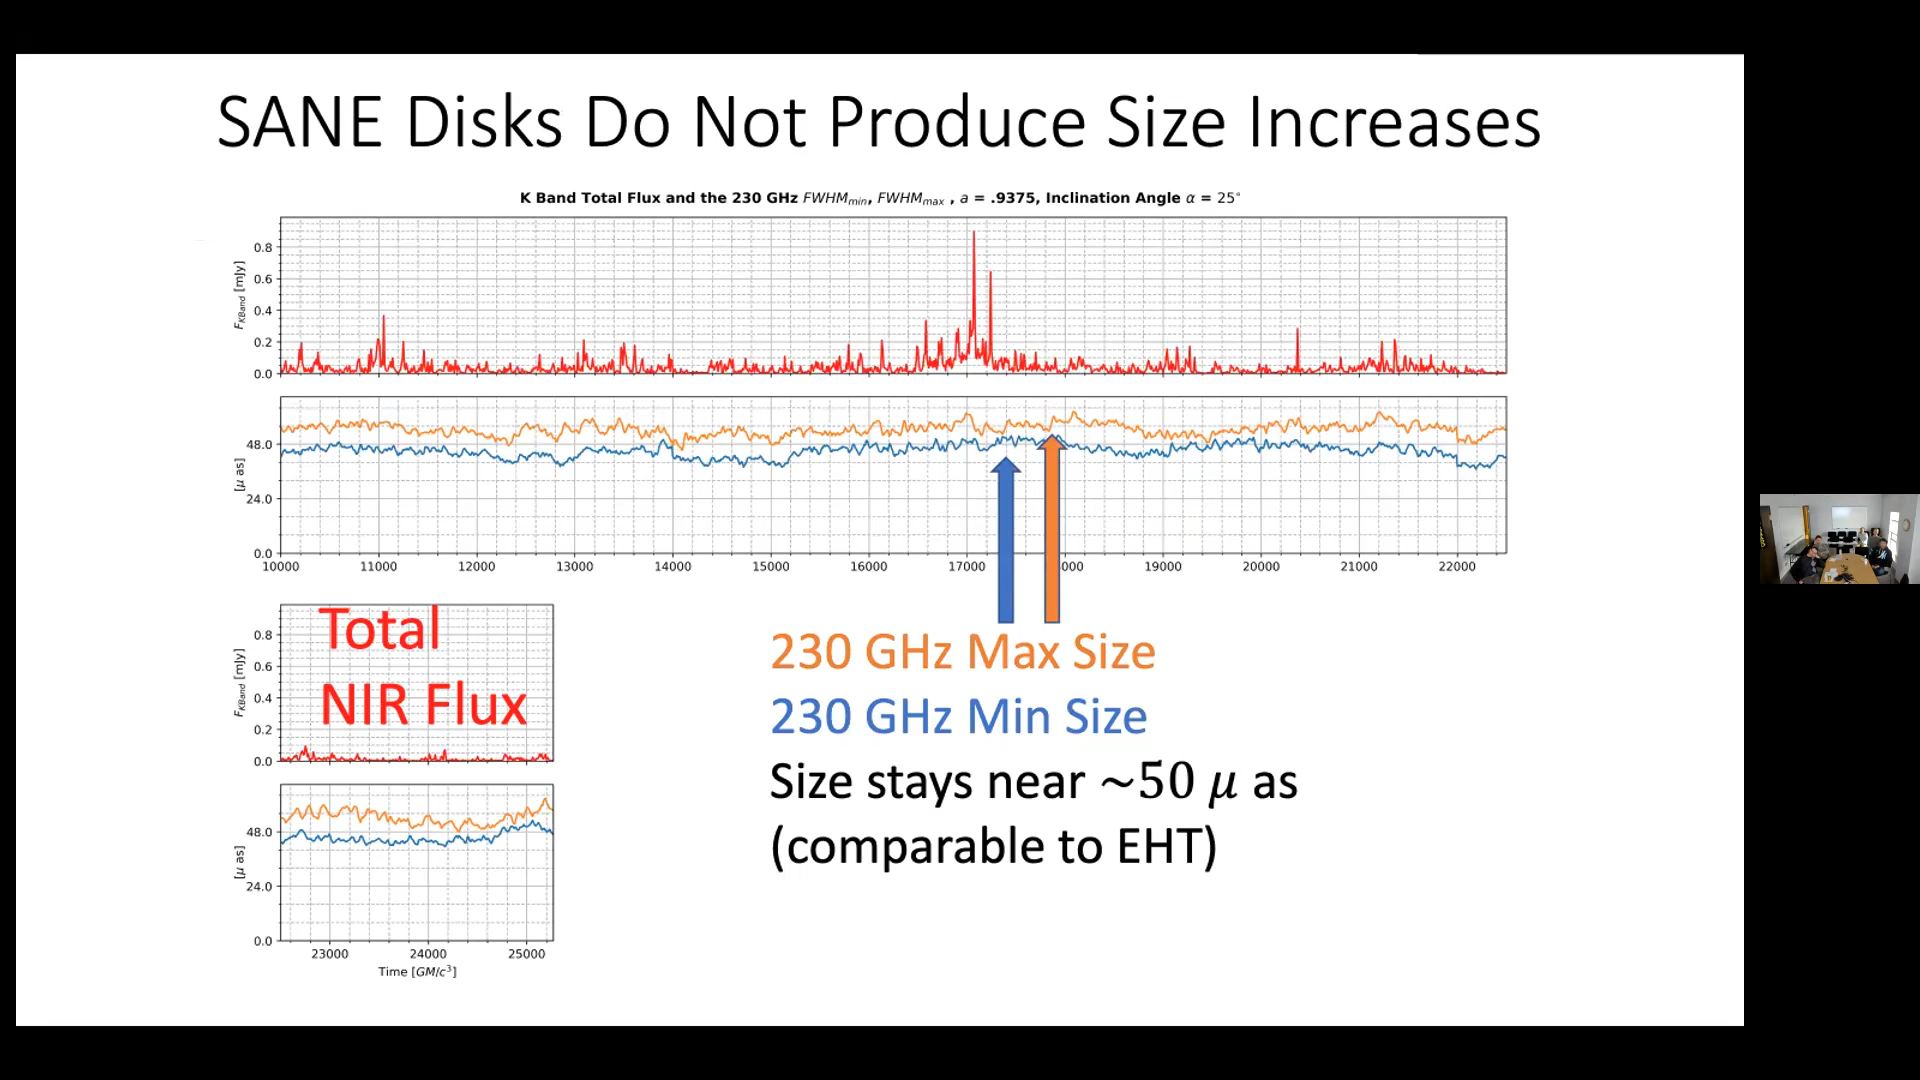 SANE Disks Do Not Produce Size Increases
K Band Total Flux and the 230 GHz FWHMmin, FWHMmax , a = .9375, Inclination Angle α = 25°
FKBand [mJy]
0.8
0.6
0.4
0.2
0.0
[μ as]
48.0
24.0
0.0
10000 11000 12000 13000 14000 15000 16000 17000 000 19000 20000 21000 22000
FKBand [mJy]
0.8
0.6
0.4
0.2
0.0
Total
NIR Flux
[μ as]
48.0
24.0
0.0
23000 24000 25000
Time [GM/c³]
230 GHz Max Size
230 GHz Min Size
Size stays near ~50 μ as
(comparable to EHT)